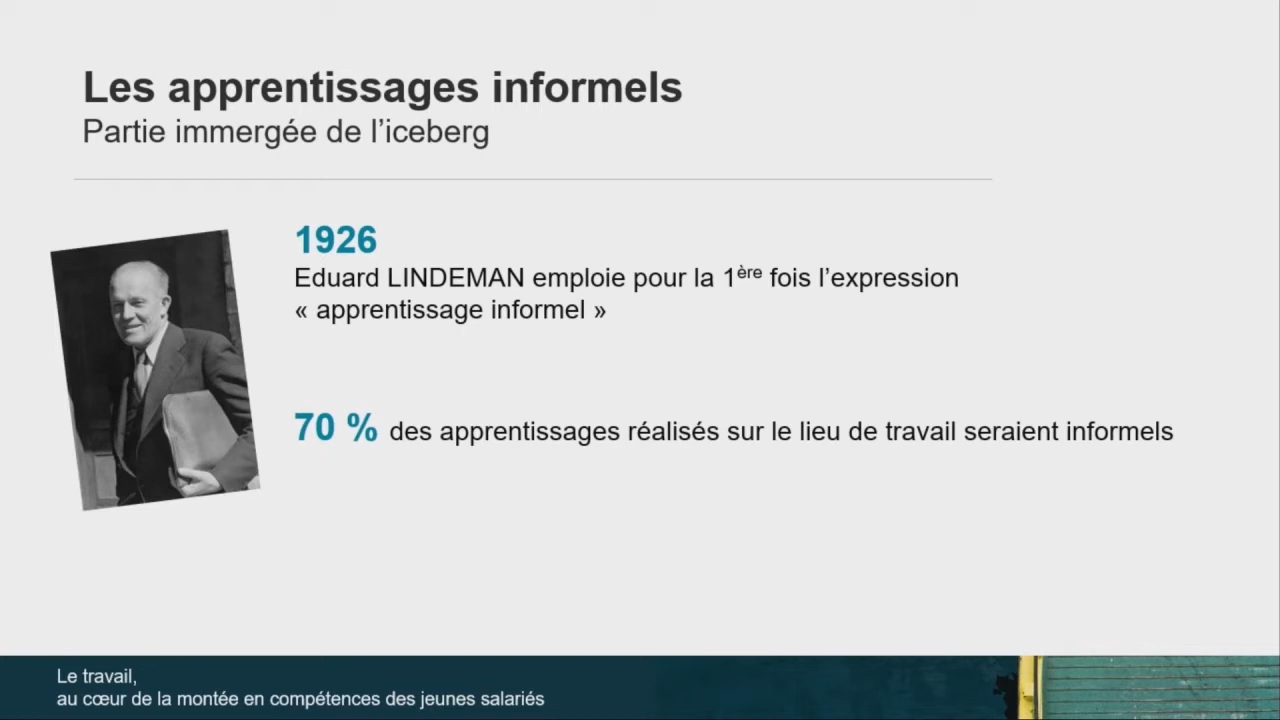 Les apprentissages informels
Partie immergée de l’iceberg
1926
Eduard LINDEMAN emploie pour la 1ère fois l’expression
« apprentissage informel »
70 % des apprentissages réalisés sur le lieu de travail seraient informels
Le travail,
au cœur de la montée en compétences des jeunes salariés